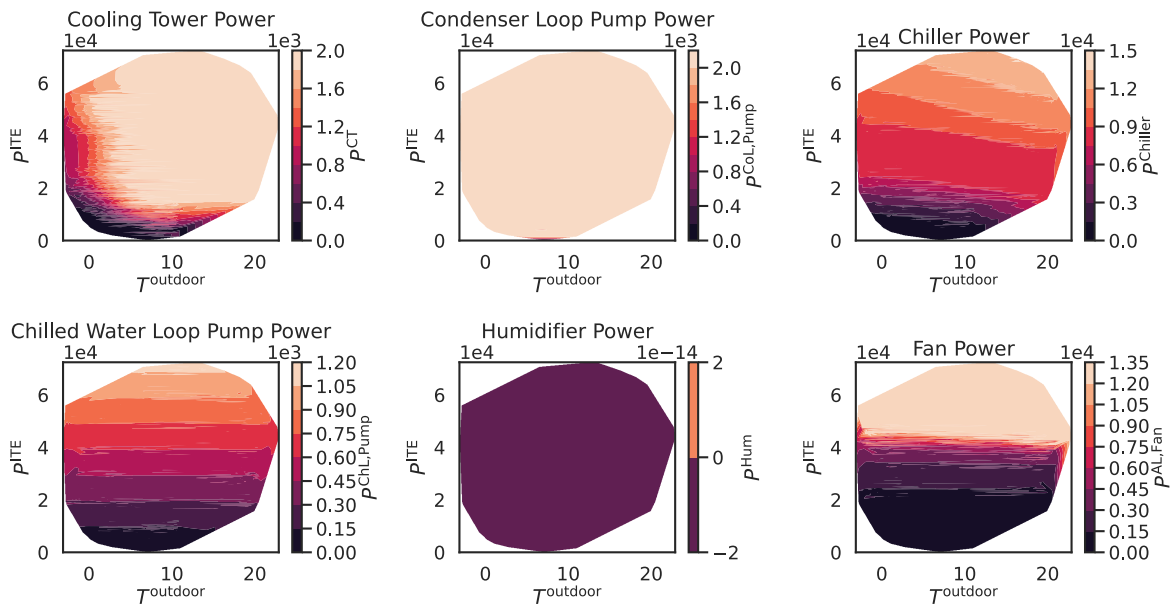 Cooling Tower Power
1e4
1e3
2.0
1.6
1.2
0.8
0.4
0.0
6
4
2
0
0
10
20
P^ITE
T^outdoor
P^CT
Condenser Loop Pump Power
1e4
1e3
2.0
1.6
1.2
0.8
0.4
0.0
6
4
2
0
0
10
20
P^ITE
T^outdoor
P^CoL,Pump
Chiller Power
1e4
1e4
1.5
1.2
0.9
0.6
0.3
0.0
6
4
2
0
0
10
20
P^ITE
T^outdoor
P^Chiller
Chilled Water Loop Pump Power
1e4
1e3
1.20
1.05
0.90
0.75
0.60
0.45
0.30
0.15
0.00
6
4
2
0
0
10
20
P^ITE
T^outdoor
P^ChL,Pump
Humidifier Power
1e4
1e−14
2
0
−2
6
4
2
0
0
10
20
P^ITE
T^outdoor
P^Hum
Fan Power
1e4
1e4
1.35
1.20
1.05
0.90
0.75
0.60
0.45
0.30
0.15
0.00
6
4
2
0
0
10
20
P^ITE
T^outdoor
P^AL,Fan